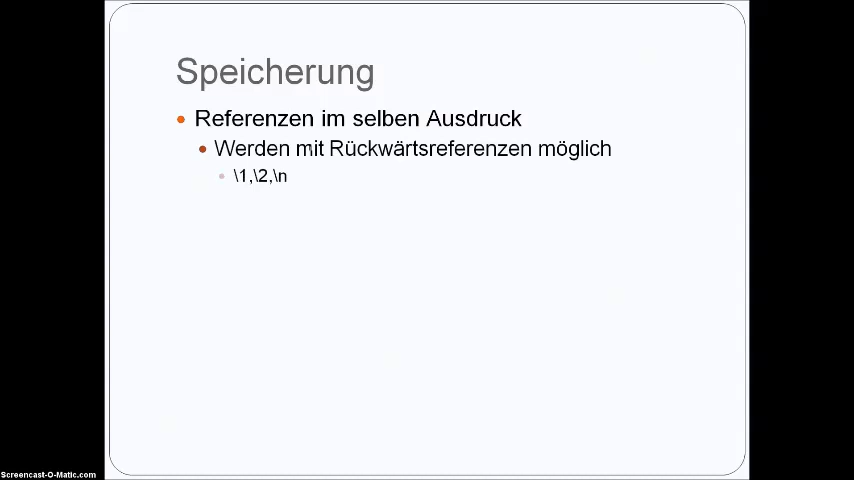 Speicherung
Referenzen im selben Ausdruck
Werden mit Rückwärtsreferenzen möglich
\1,\2,\n
Screencast-O-Matic.com